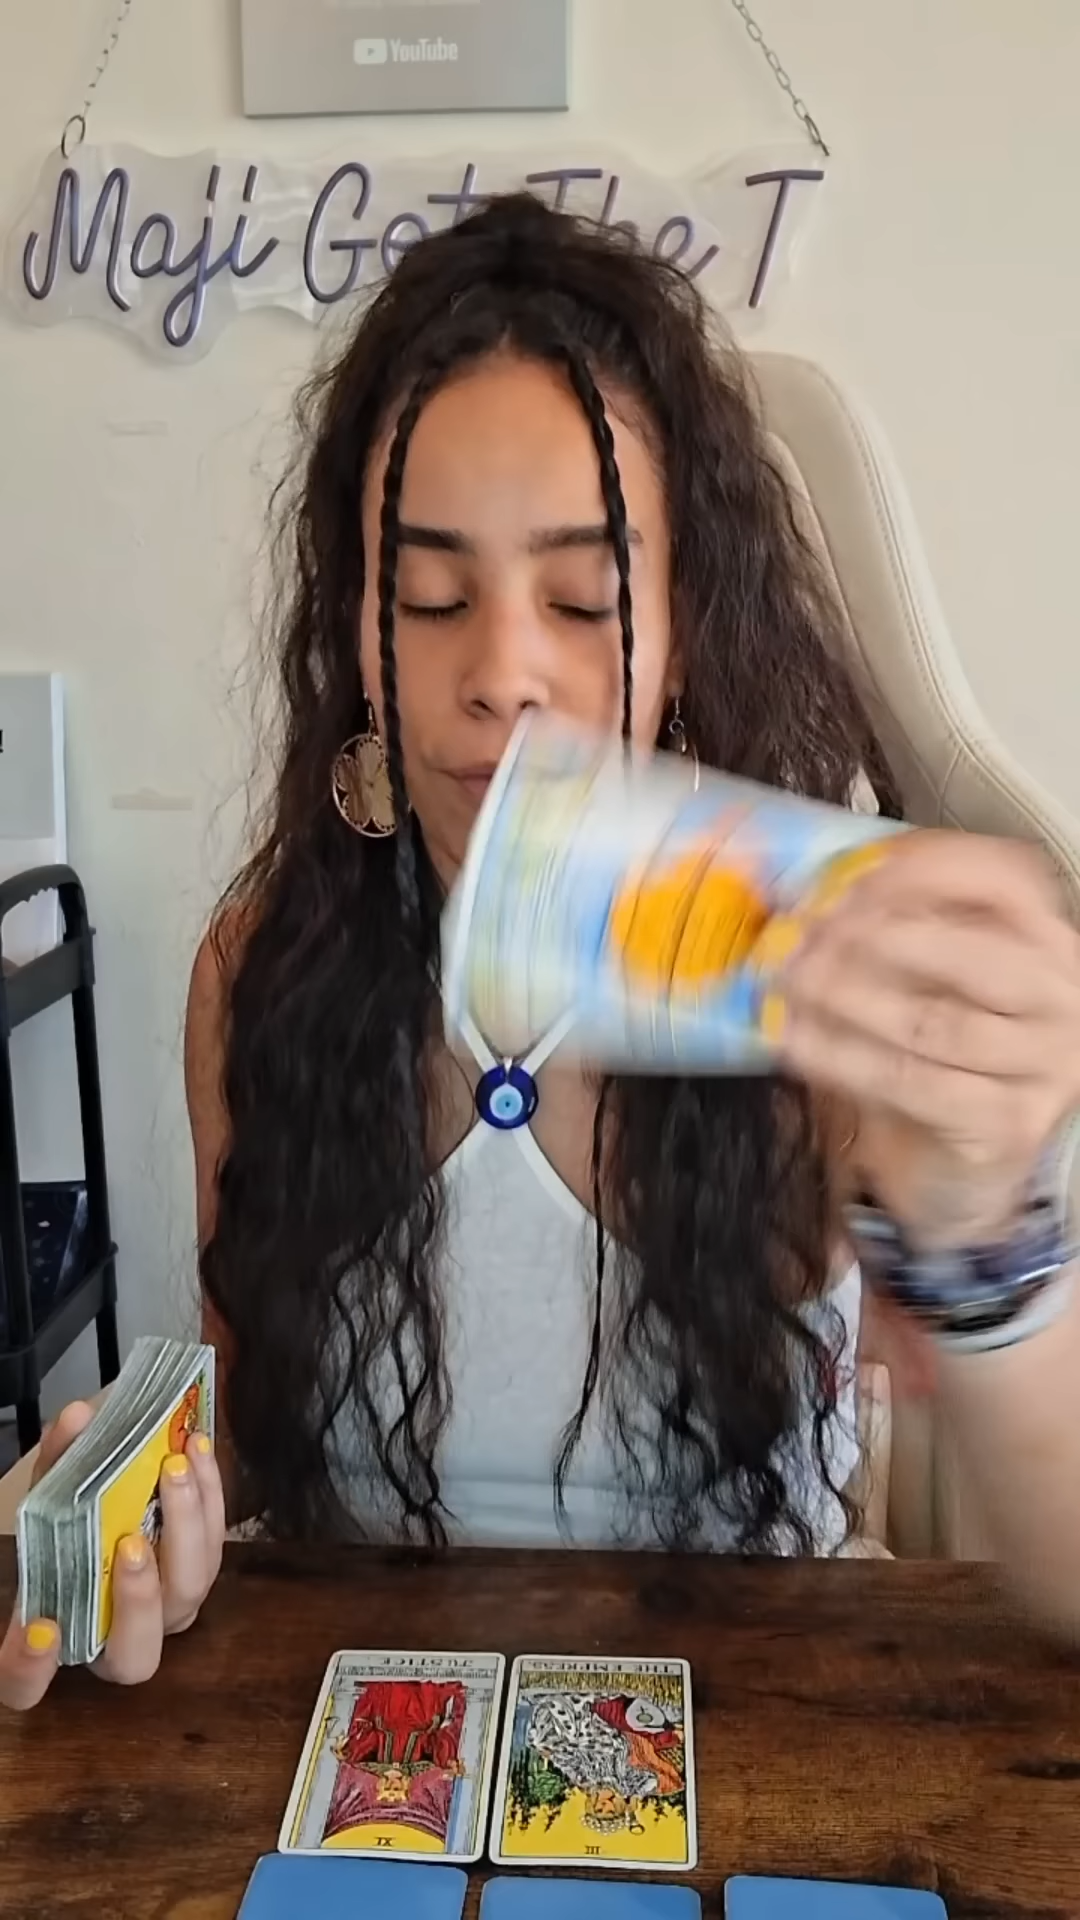 YouTube
Maji Got The T
!
JUSTICE
THE EMPRESS.
XI
III